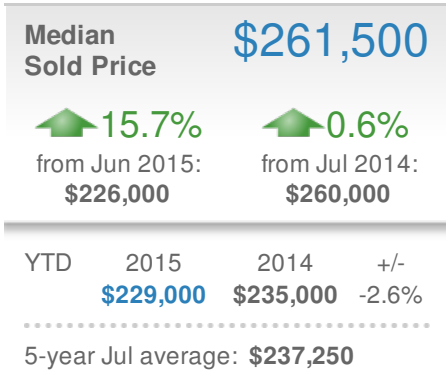 Median
Sold Price
$261,500
15.7%
from Jun 2015:
$226,000
0.6%
from Jul 2014:
$260,000
YTD 2015 2014 +/-
$229,000 $235,000 -2.6%
5-year Jul average: $237,250